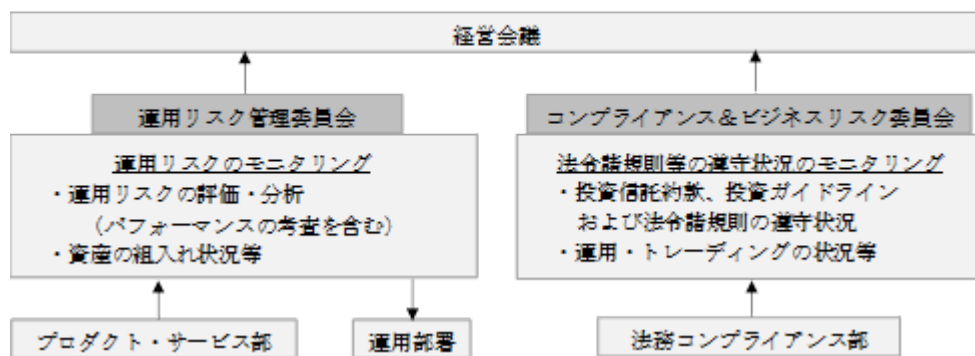 経営会議
運用リスク管理委員会
運用リスクのモニタリング
・運用リスクの評価・分析
（パフォーマンスの考査を含む）
・資産の組入れ状況等
コンプライアンス＆ビジネスリスク委員会
法令諸規則等の遵守状況のモニタリング
・投資信託約款、投資ガイドライン
および法令諸規則の遵守状況
・運用・トレーディングの状況等
プロダクト・サービス部
運用部署
法務コンプライアンス部